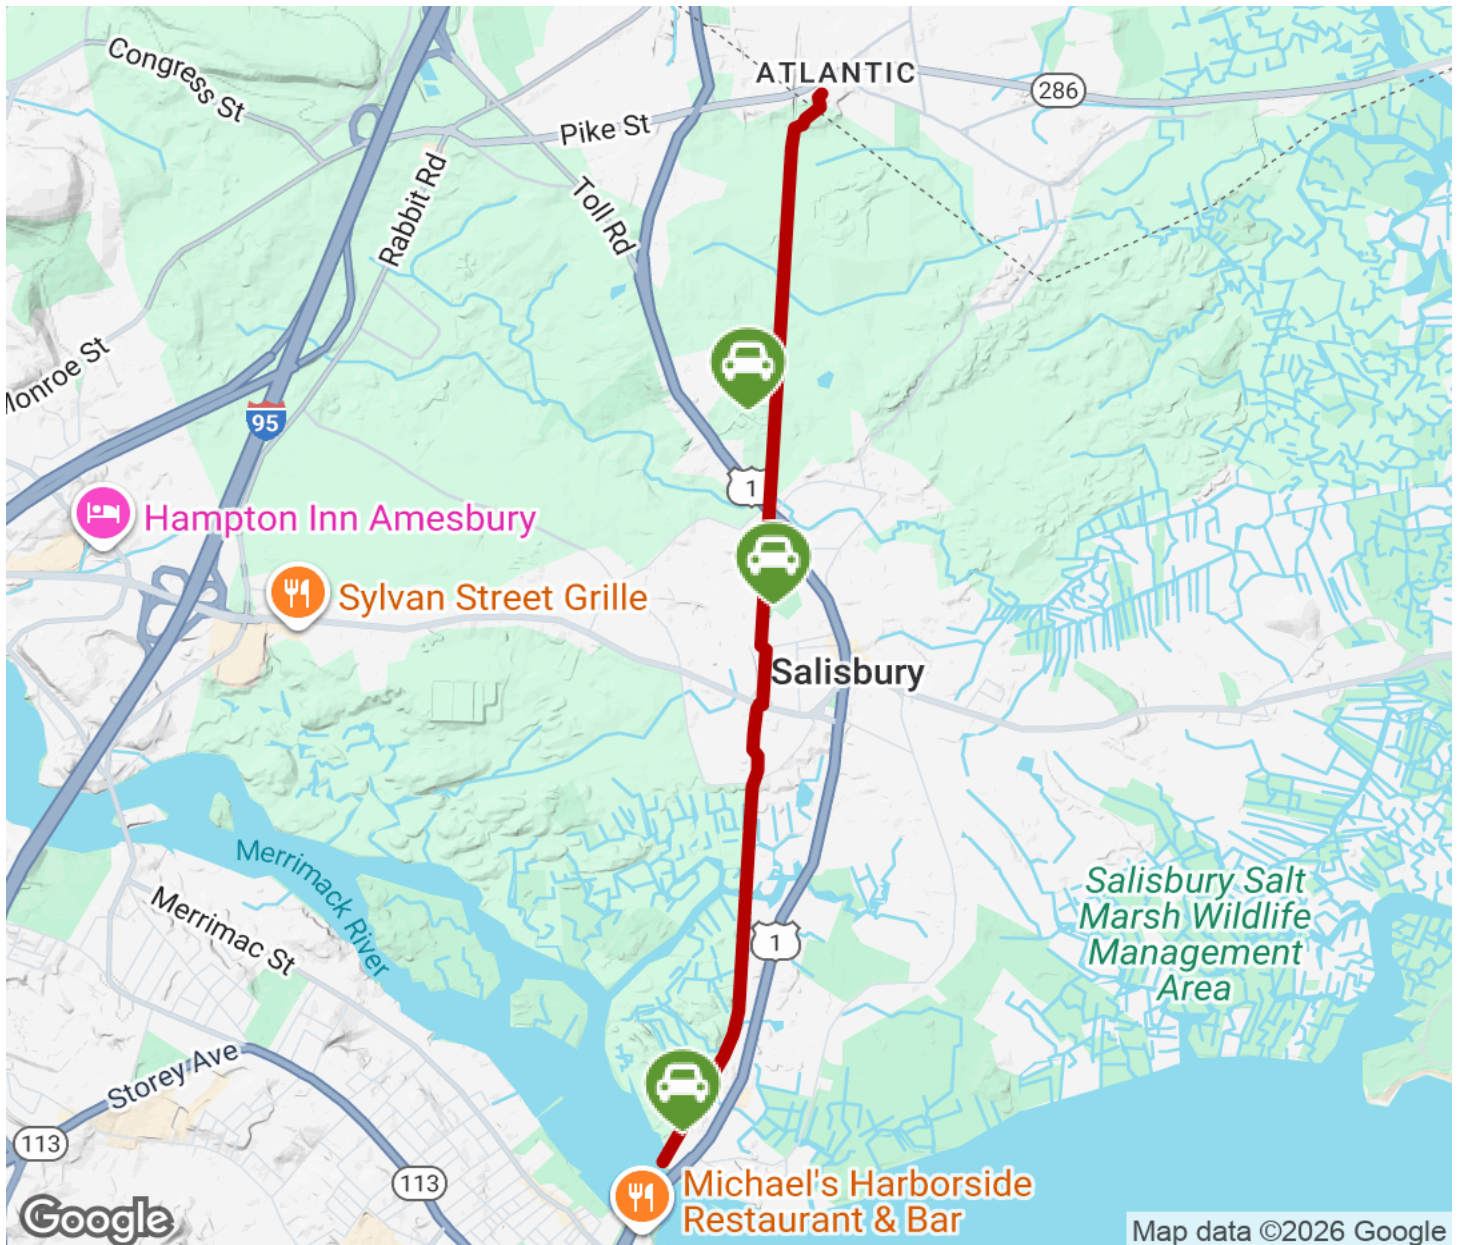 Congress St
ATLANTIC
286
Pike St
Rabbit Rd
Toll Rd
Monroe St
95
1
Hampton Inn Amesbury
Sylvan Street Grille
Salisbury
Merrimack River
Merrimac St
Salisbury Salt
Marsh Wildlife
Management
Area
1
Storey Ave
113
113
Michael's Harborside
Restaurant & Bar
Google
Map data ©2026 Google